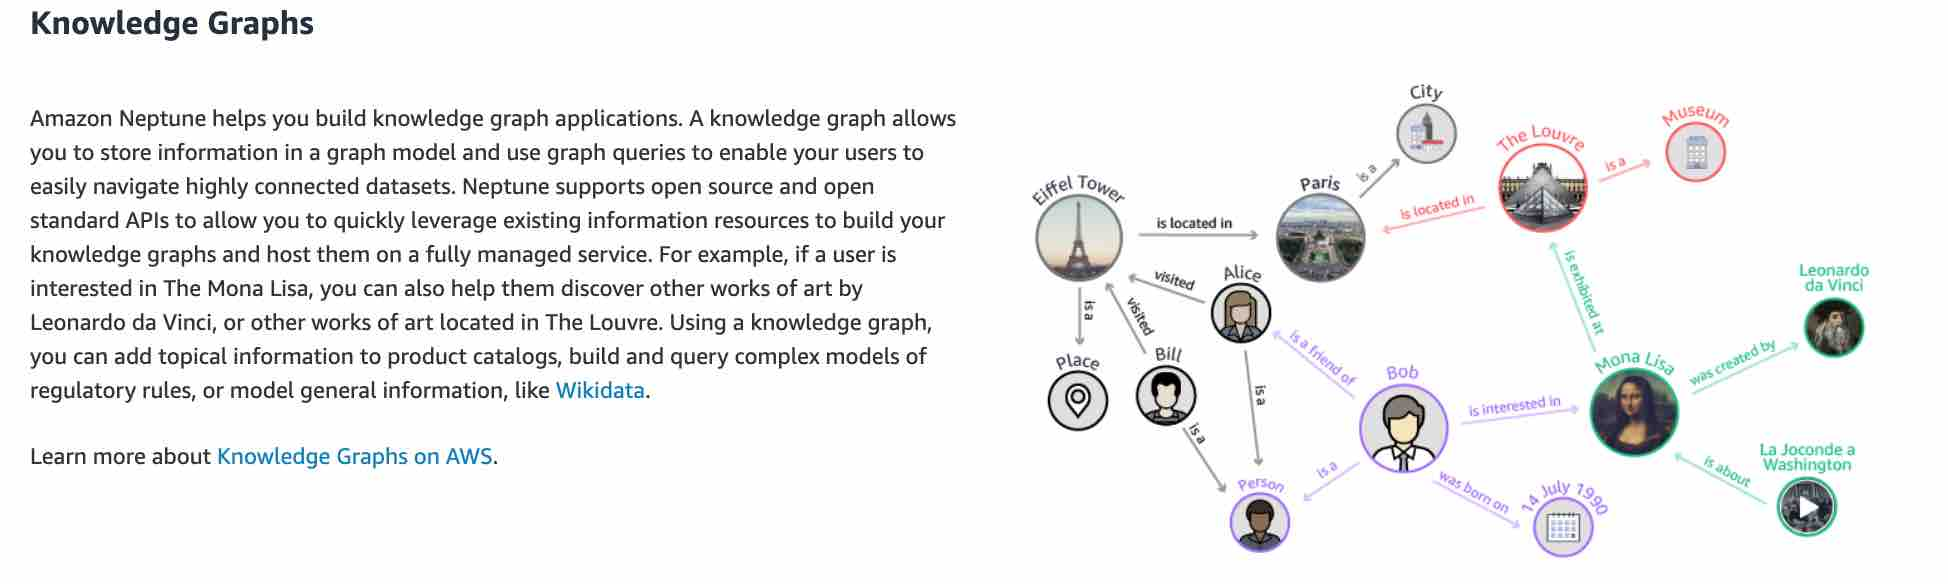 Knowledge Graphs
Amazon Neptune helps you build knowledge graph applications. A knowledge graph allows
you to store information in a graph model and use graph queries to enable your users to
easily navigate highly connected datasets. Neptune supports open source and open
standard APIs to allow you to quickly leverage existing information resources to build your
knowledge graphs and host them on a fully managed service. For example, if a user is
interested in The Mona Lisa, you can also help them discover other works of art by
Leonardo da Vinci, or other works of art located in The Louvre. Using a knowledge graph,
you can add topical information to product catalogs, build and query complex models of
regulatory rules, or model general information, like Wikidata.
Learn more about Knowledge Graphs on AWS.
City
is a
The Louvre
is a
Museum
Eiffel Tower
is located in
Paris
is located in
is a
visited
visited
Alice
is exhibited at
Leonardo
da Vinci
Place
Bill
is a
is a
is a friend of
Bob
is interested in
Mona Lisa
was created by
Person
is a
was born on
14 July 1990
is about
La Joconde a
Washington